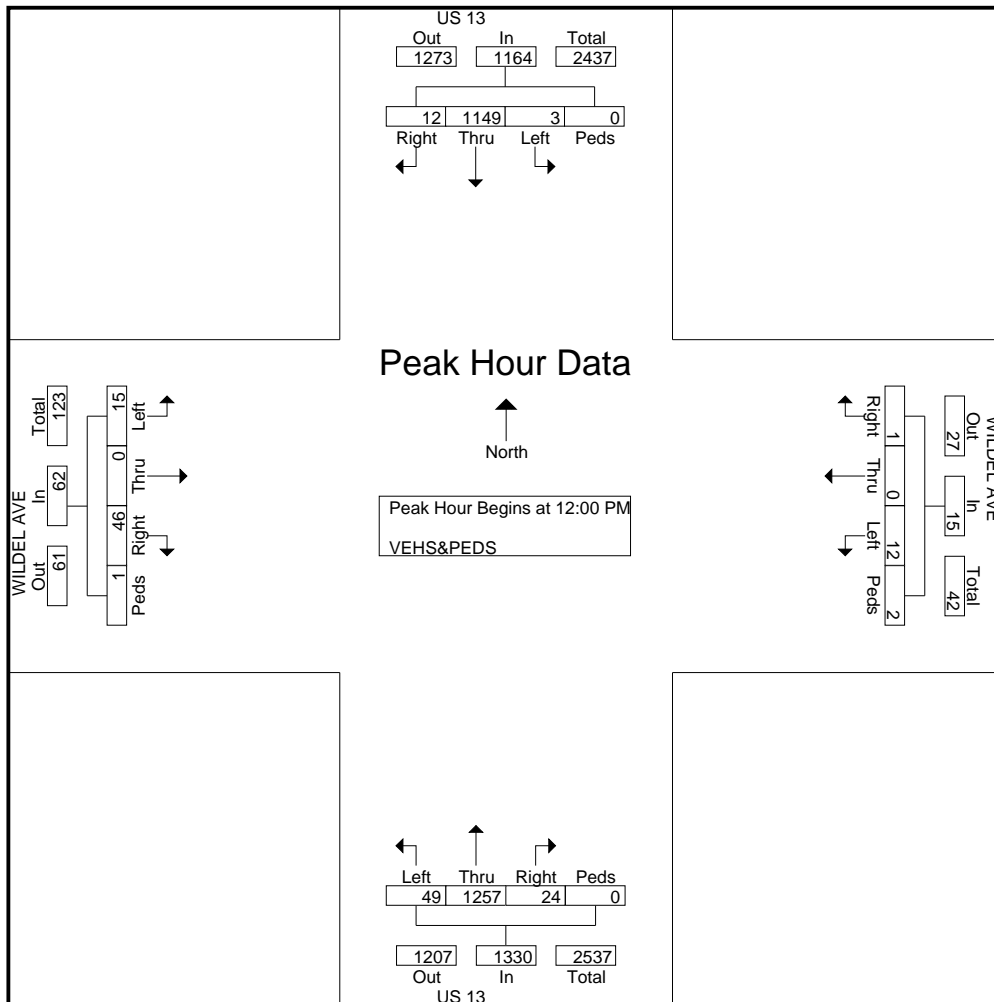 US 13
Out In Total
1273 1164 2437
12 1149 3 0
Right Thru Left Peds
Peak Hour Data
North
Peak Hour Begins at 12:00 PM
VEHS&PEDS
WILDEL AVE
Out In Total
61 62 123
15 0 46 1
Left Thru Right Peds
WILDEL AVE
Out In Total
27 15 42
1 0 12 2
Right Thru Left Peds
Left Thru Right Peds
49 1257 24 0
1207 1330 2537
Out In Total
US 13